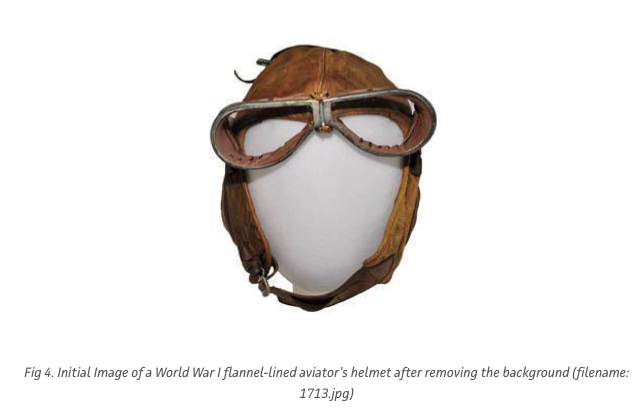 Fig 4. Initial Image of a World War I flannel-lined aviator's helmet after removing the background (filename:
1713.jpg)